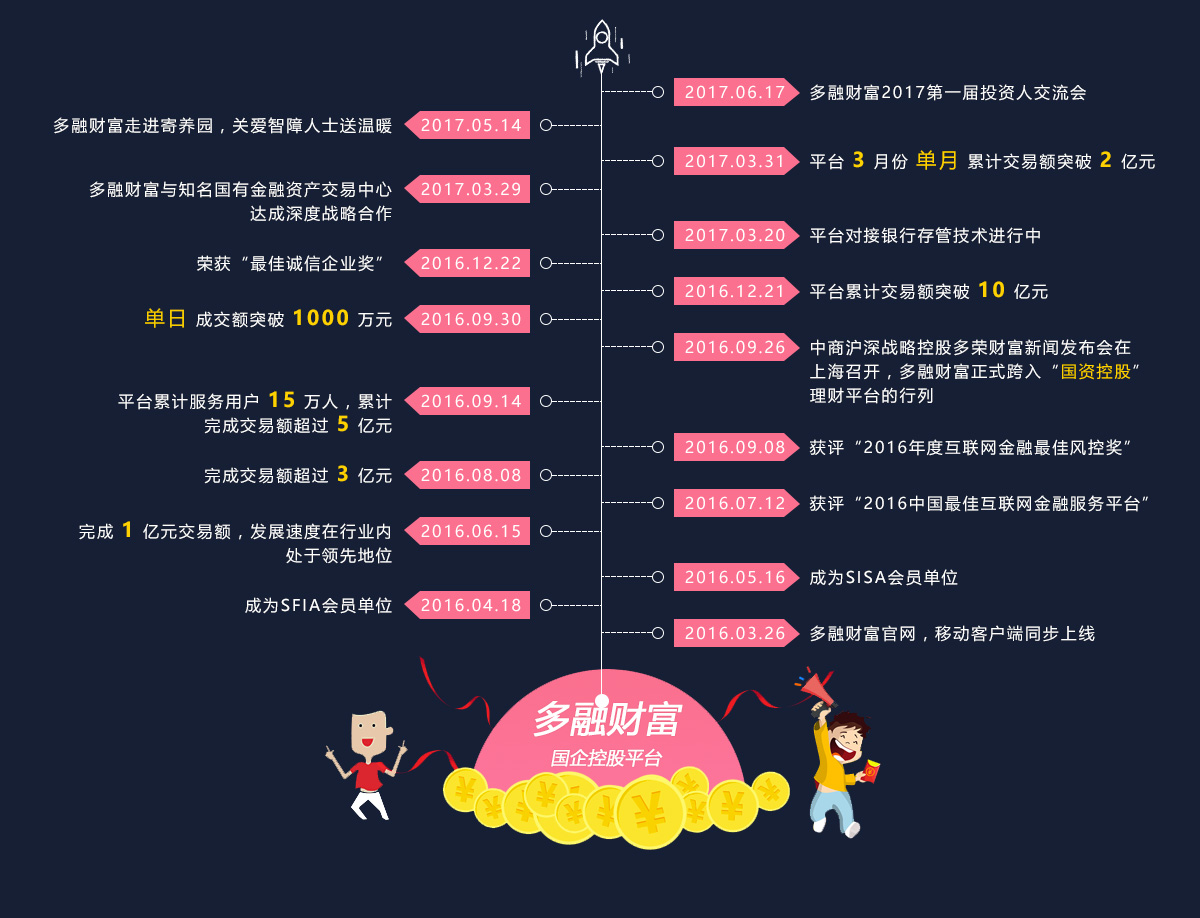 2017.06.17 多融财富2017第一届投资人交流会
多融财富走进寄养园，关爱智障人士送温暖 2017.05.14
2017.03.31 平台 3 月份 单月 累计交易额突破 2 亿元
多融财富与知名国有金融资产交易中心 2017.03.29
达成深度战略合作
2017.03.20 平台对接银行存管技术进行中
荣获“最佳诚信企业奖” 2016.12.22
2016.12.21 平台累计交易额突破 10 亿元
单日 成交额突破 1000 万元 2016.09.30
2016.09.26 中商沪深战略控股多荣财富新闻发布会在
上海召开，多融财富正式跨入“国资控股”
理财平台的行列
平台累计服务用户 15 万人，累计 2016.09.14
完成交易额超过 5 亿元
2016.09.08 获评“2016年度互联网金融最佳风控奖”
完成交易额超过 3 亿元 2016.08.08
2016.07.12 获评“2016中国最佳互联网金融服务平台”
完成 1 亿元交易额，发展速度在行业内 2016.06.15
处于领先地位
2016.05.16 成为SISA会员单位
成为SFIA会员单位 2016.04.18
2016.03.26 多融财富官网，移动客户端同步上线
多融财富
国企控股平台